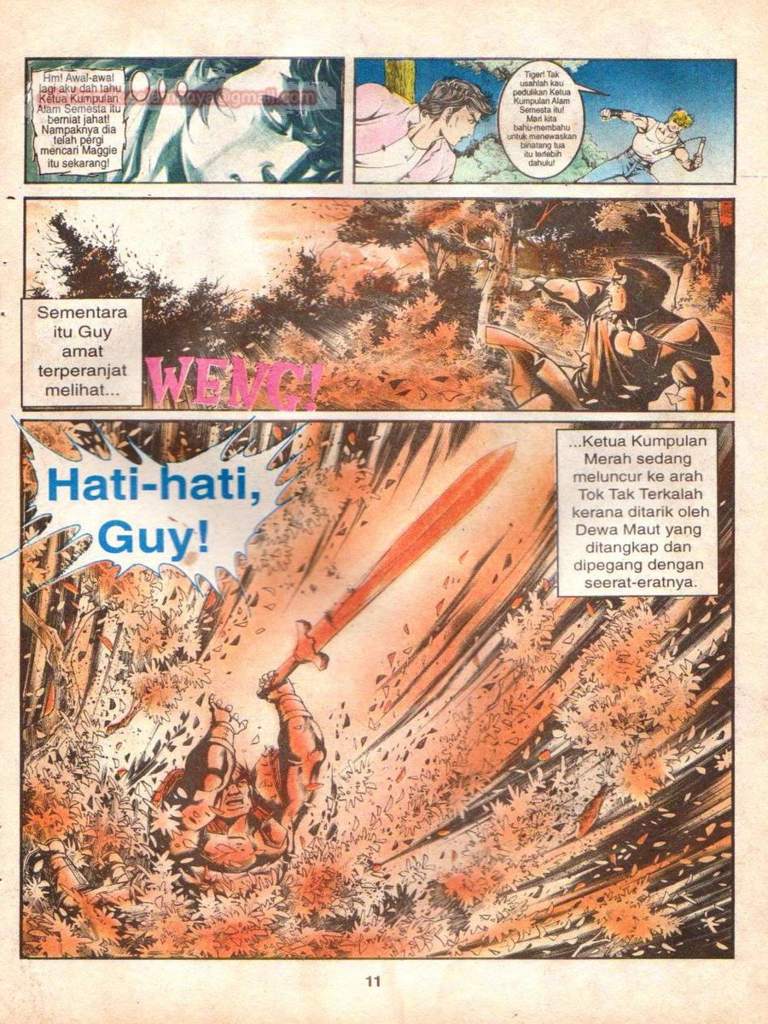 Hm! Awal-awal
lagi aku dah tahu
Ketua Kumpulan
Alam Semesta itu
berniat jahat!
Nampaknya dia
telah pergi
mencari Maggie
itu sekarang!
@gmail.com
Tiger! Tak
usahlah kau
pedulikan Ketua
Kumpulan Alam
Semesta itu!
Mari kita
bahu-membahu
untuk menewaskan
binatang tua
itu terlebih
dahulu!
Sementara
itu Guy
amat
terperanjat
melihat...
WENG!
Hati-hati,
Guy!
...Ketua Kumpulan
Merah sedang
meluncur ke arah
Tok Tak Terkalah
kerana ditarik oleh
Dewa Maut yang
ditangkap dan
dipegang dengan
seerat-eratnya.
11